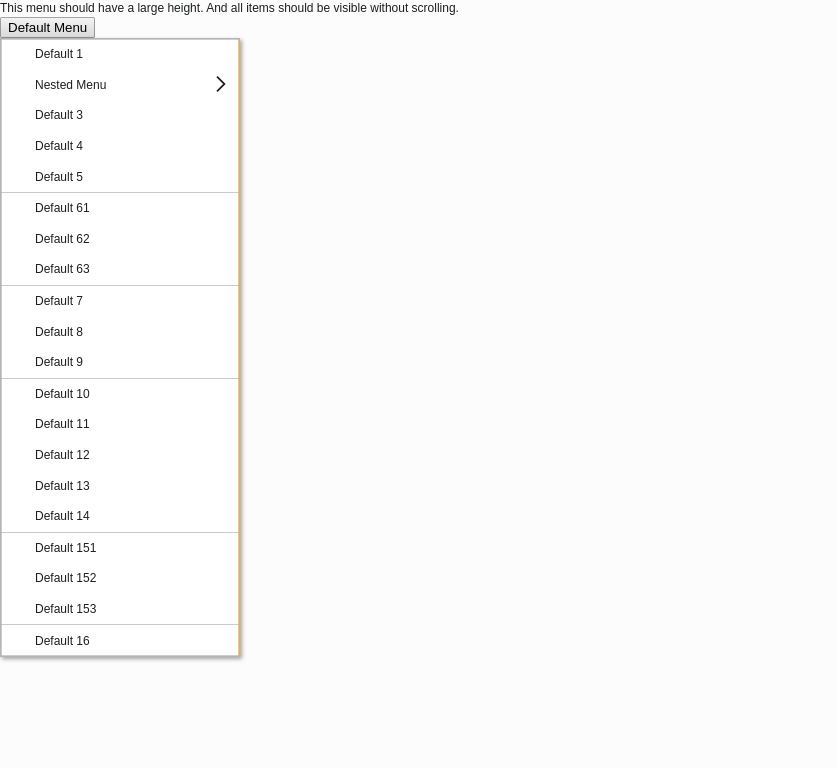 This menu should have a large height. And all items should be visible without scrolling.
Default Menu
Default 1
Nested Menu
Default 3
Default 4
Default 5
Default 61
Default 62
Default 63
Default 7
Default 8
Default 9
Default 10
Default 11
Default 12
Default 13
Default 14
Default 151
Default 152
Default 153
Default 16